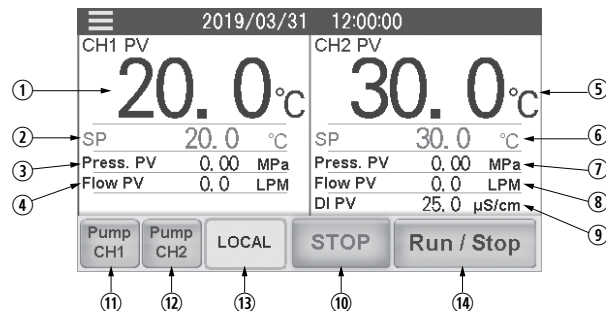 2019/03/31 12:00:00
CH1 PV
20.0 °C
SP 20.0 °C
Press. PV 0.00 MPa
Flow PV 0.0 LPM
CH2 PV
30.0 °C
SP 30.0 °C
Press. PV 0.00 MPa
Flow PV 0.0 LPM
DI PV 25.0 µS/cm
Pump CH1
Pump CH2
LOCAL
STOP
Run / Stop
①
②
③
④
⑤
⑥
⑦
⑧
⑨
⑪
⑫
⑬
⑩
⑭